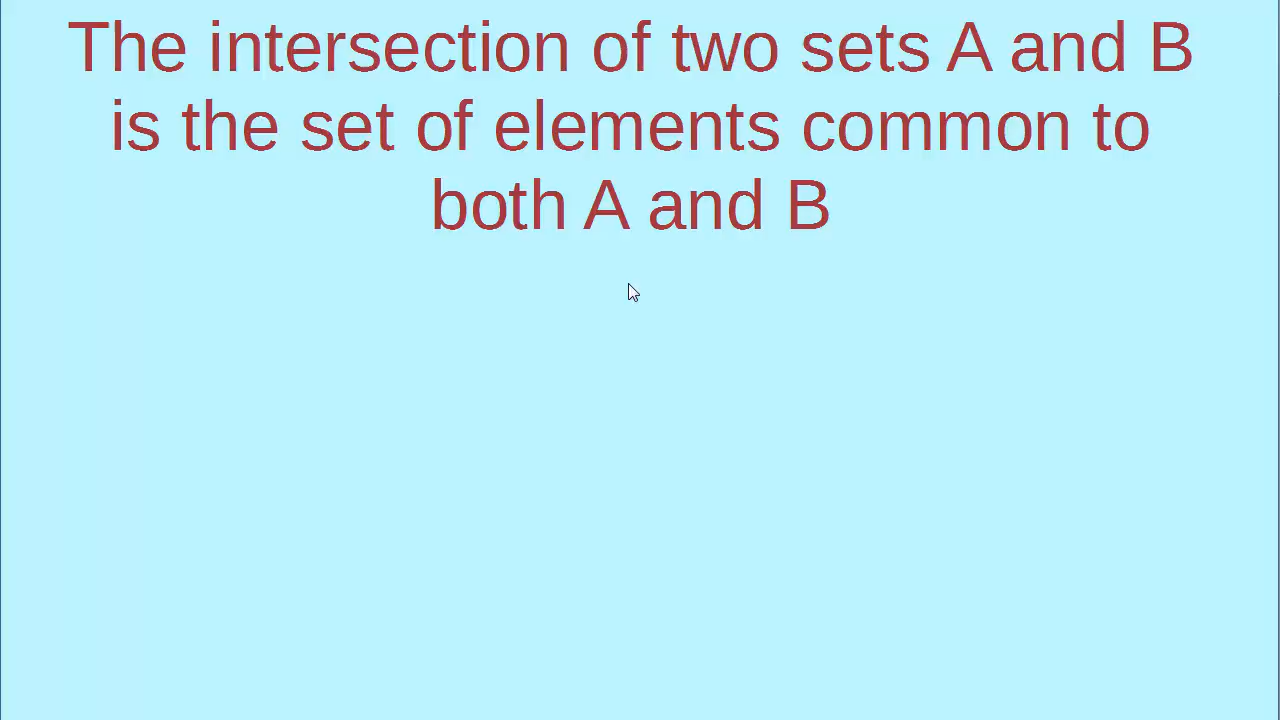 The intersection of two sets A and B
is the set of elements common to
both A and B